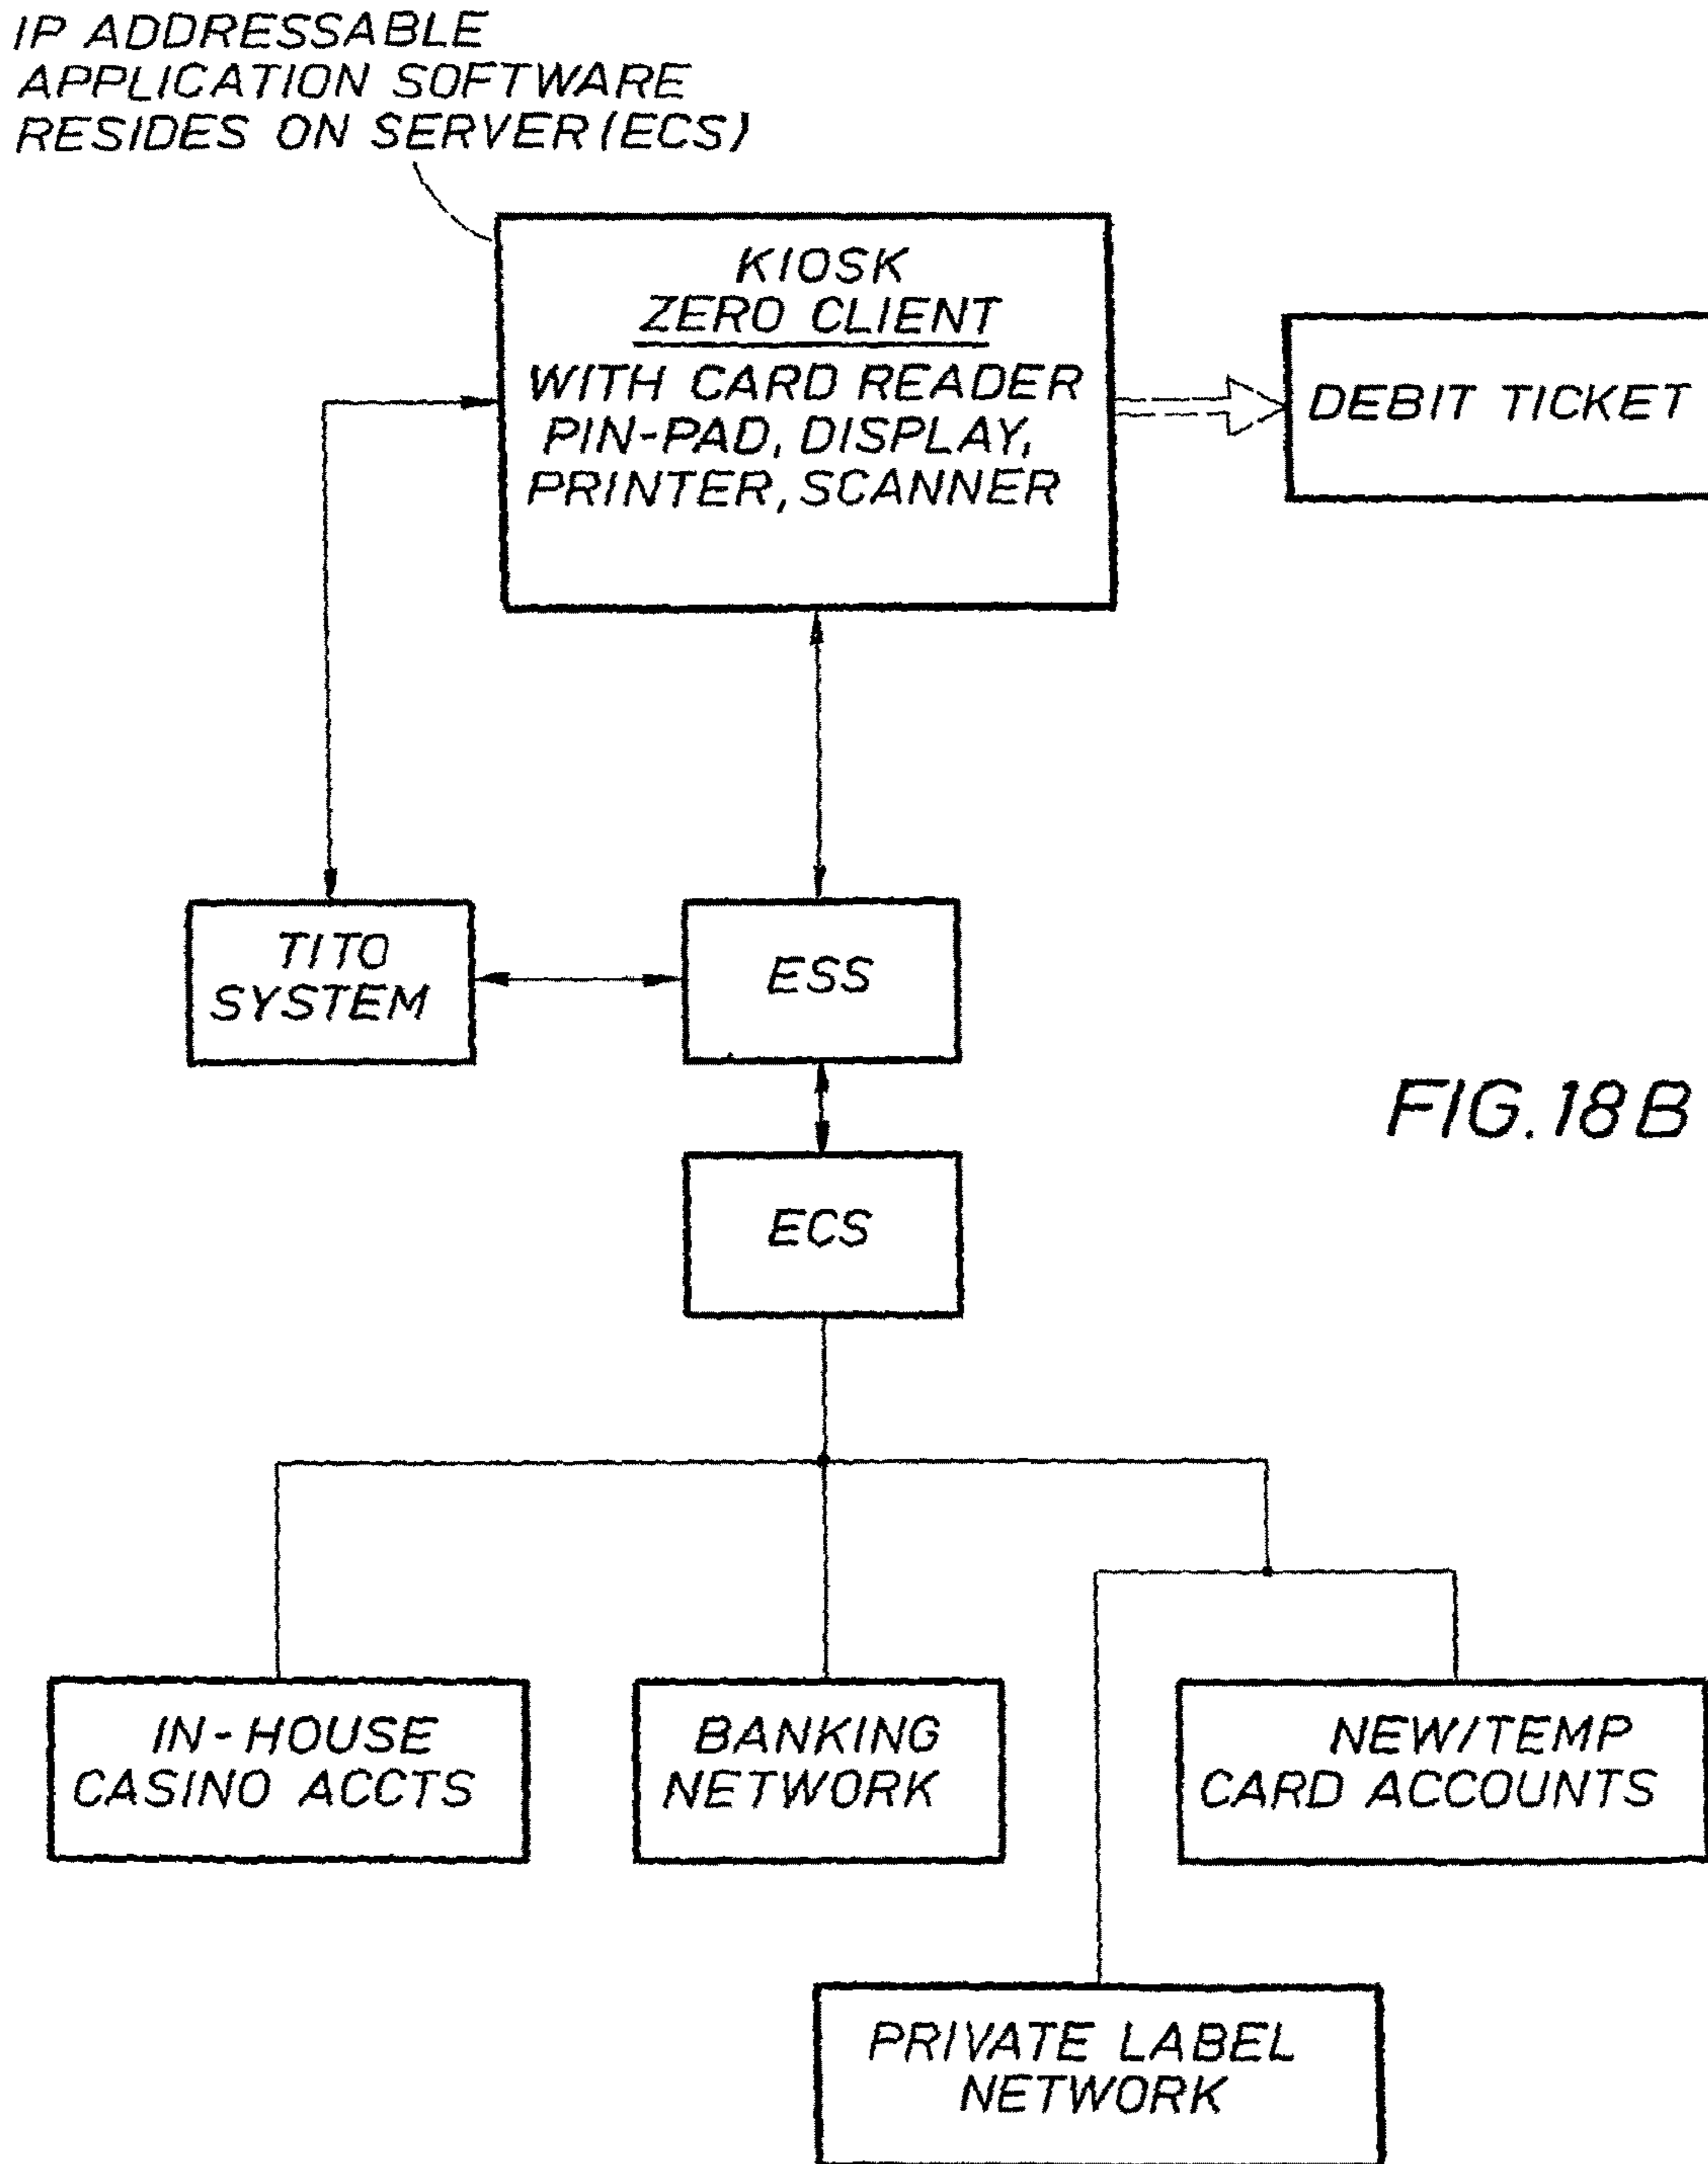 IP ADDRESSABLE
APPLICATION SOFTWARE
RESIDES ON SERVER (ECS)
KIOSK
ZERO CLIENT
WITH CARD READER
PIN-PAD, DISPLAY,
PRINTER, SCANNER
DEBIT TICKET
TITO
SYSTEM
ESS
FIG. 18B
ECS
IN-HOUSE
CASINO ACCTS
BANKING
NETWORK
NEW/TEMP
CARD ACCOUNTS
PRIVATE LABEL
NETWORK